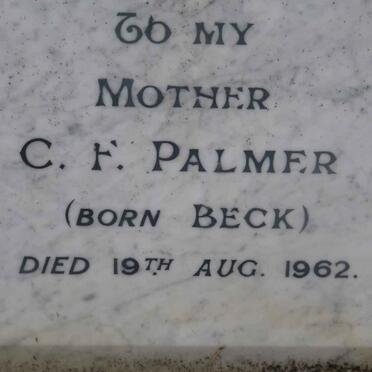 To My
Mother
C. F. Palmer
(born Beck)
Died 19th Aug. 1962.